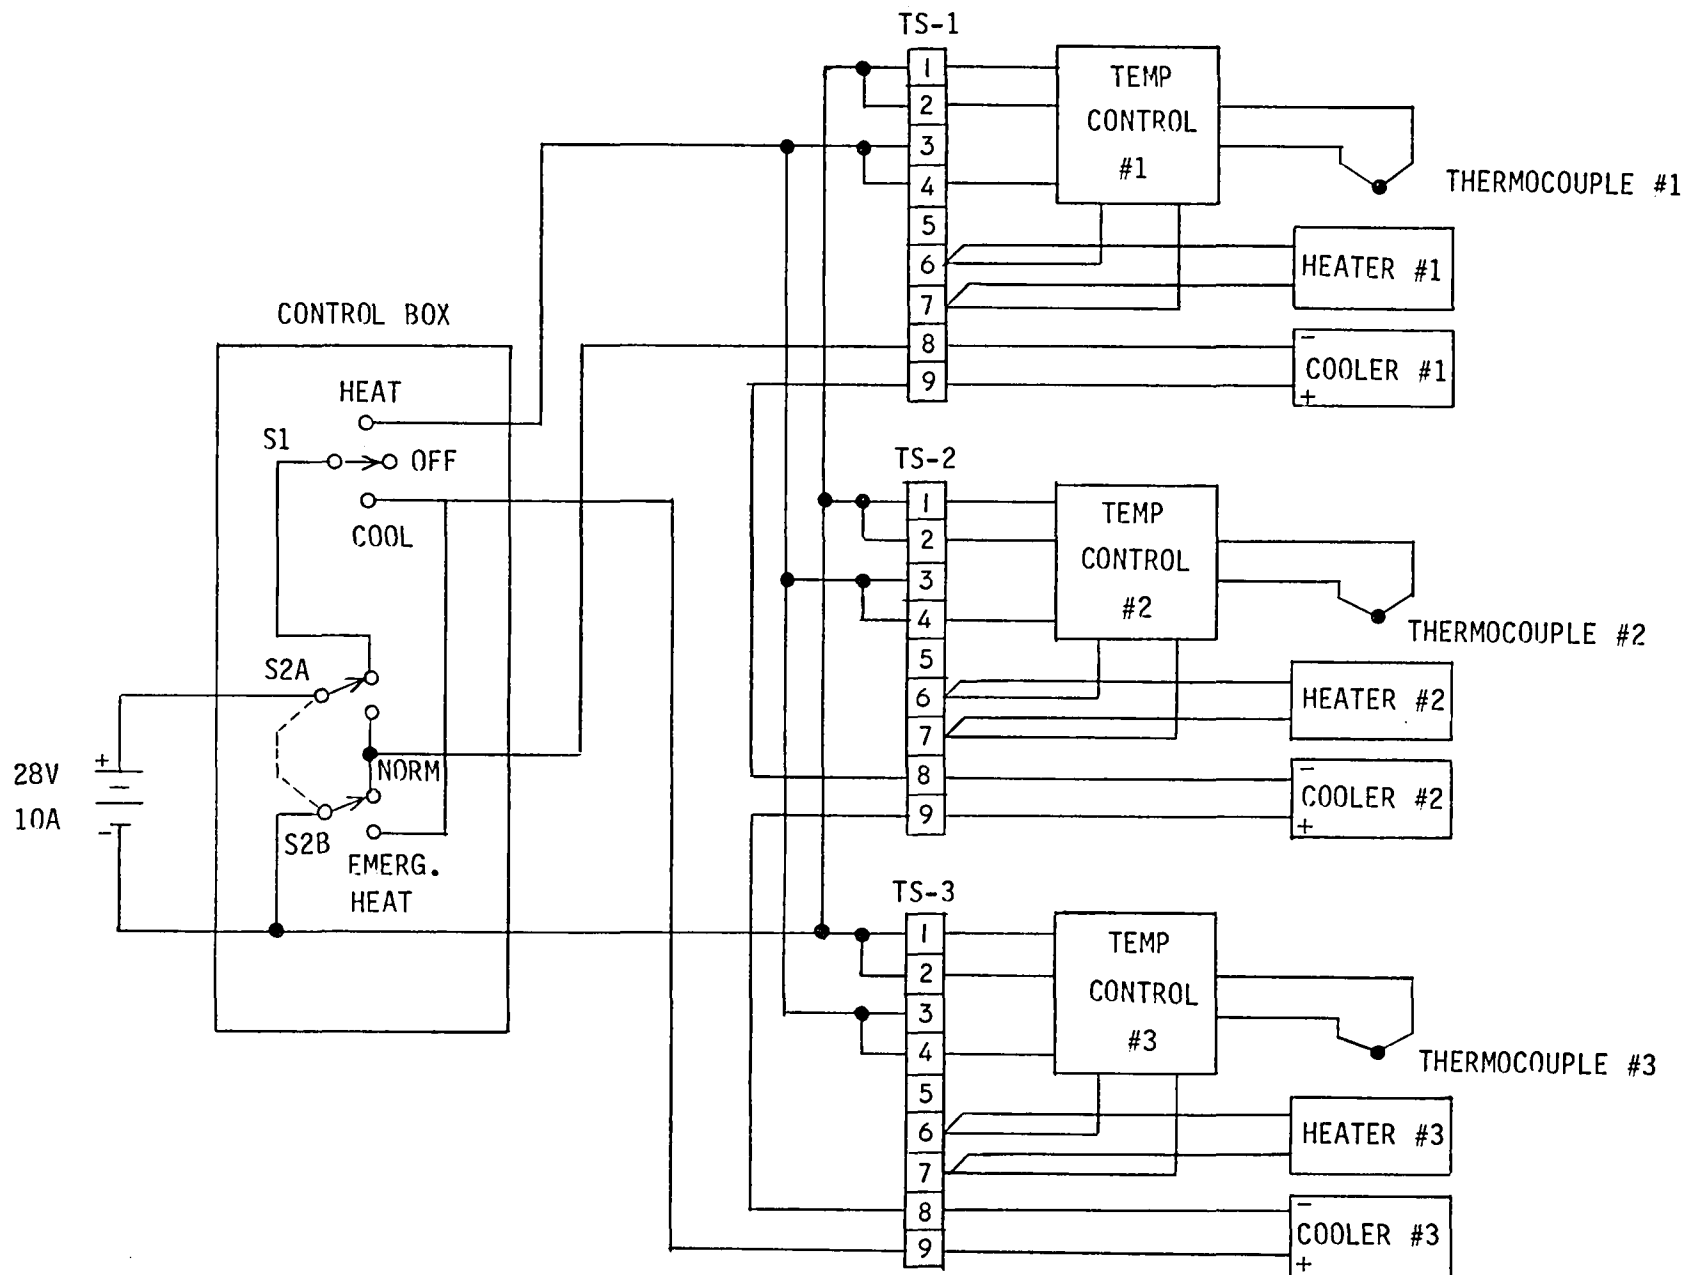 TS-1
1
2
3
4
5
6
7
8
9
TEMP
CONTROL
#1
THERMOCOUPLE #1
HEATER #1
-
COOLER #1
+
CONTROL BOX
HEAT
S1
OFF
COOL
S2A
NORM
S2B
EMERG.
HEAT
+
28V
10A
-
TS-2
1
2
3
4
5
6
7
8
9
TEMP
CONTROL
#2
THERMOCOUPLE #2
HEATER #2
-
COOLER #2
+
TS-3
1
2
3
4
5
6
7
8
9
TEMP
CONTROL
#3
THERMOCOUPLE #3
HEATER #3
-
COOLER #3
+